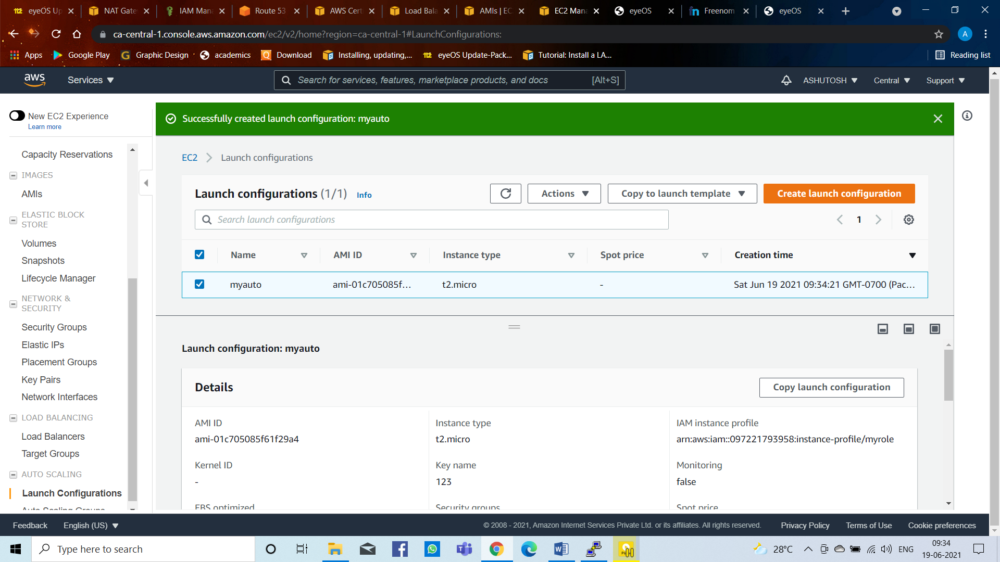 eyeOS Up
NAT Gate
IAM Man
Route 53
AWS Cert
Load Bala
AMIs | EC
EC2 Mana
eyeOS
Freenom
eyeOS
ca-central-1.console.aws.amazon.com/ec2/v2/home?region=ca-central-1#LaunchConfigurations:
A
Apps
Google Play
Graphic Design
academics
Download
Installing, updating,...
eyeOS Update-Pack...
Tutorial: Install a LA...
Reading list
aws
Services
Search for services, features, marketplace products, and docs
[Alt+S]
ASHUTOSH
Central
Support
New EC2 Experience
Learn more
Capacity Reservations
IMAGES
AMIs
ELASTIC BLOCK
STORE
Volumes
Snapshots
Lifecycle Manager
NETWORK &
SECURITY
Security Groups
Elastic IPs
Placement Groups
Key Pairs
Network Interfaces
LOAD BALANCING
Load Balancers
Target Groups
AUTO SCALING
Launch Configurations
Auto Scaling Groups
Successfully created launch configuration: myauto
EC2
Launch configurations
Launch configurations (1/1)
Info
Actions
Copy to launch template
Create launch configuration
Search launch configurations
1
Name
AMI ID
Instance type
Spot price
Creation time
myauto
ami-01c705085f...
t2.micro
-
Sat Jun 19 2021 09:34:21 GMT-0700 (Pac...
Launch configuration: myauto
Details
Copy launch configuration
AMI ID
ami-01c705085f61f29a4
Instance type
t2.micro
IAM instance profile
arn:aws:iam::097221793958:instance-profile/myrole
Kernel ID
-
Key name
123
Monitoring
false
EBS optimized
Security groups
Spot price
Feedback
English (US)
© 2008 - 2021, Amazon Internet Services Private Ltd. or its affiliates. All rights reserved.
Privacy Policy
Terms of Use
Cookie preferences
Type here to search
28°C
ENG
09:34
19-06-2021